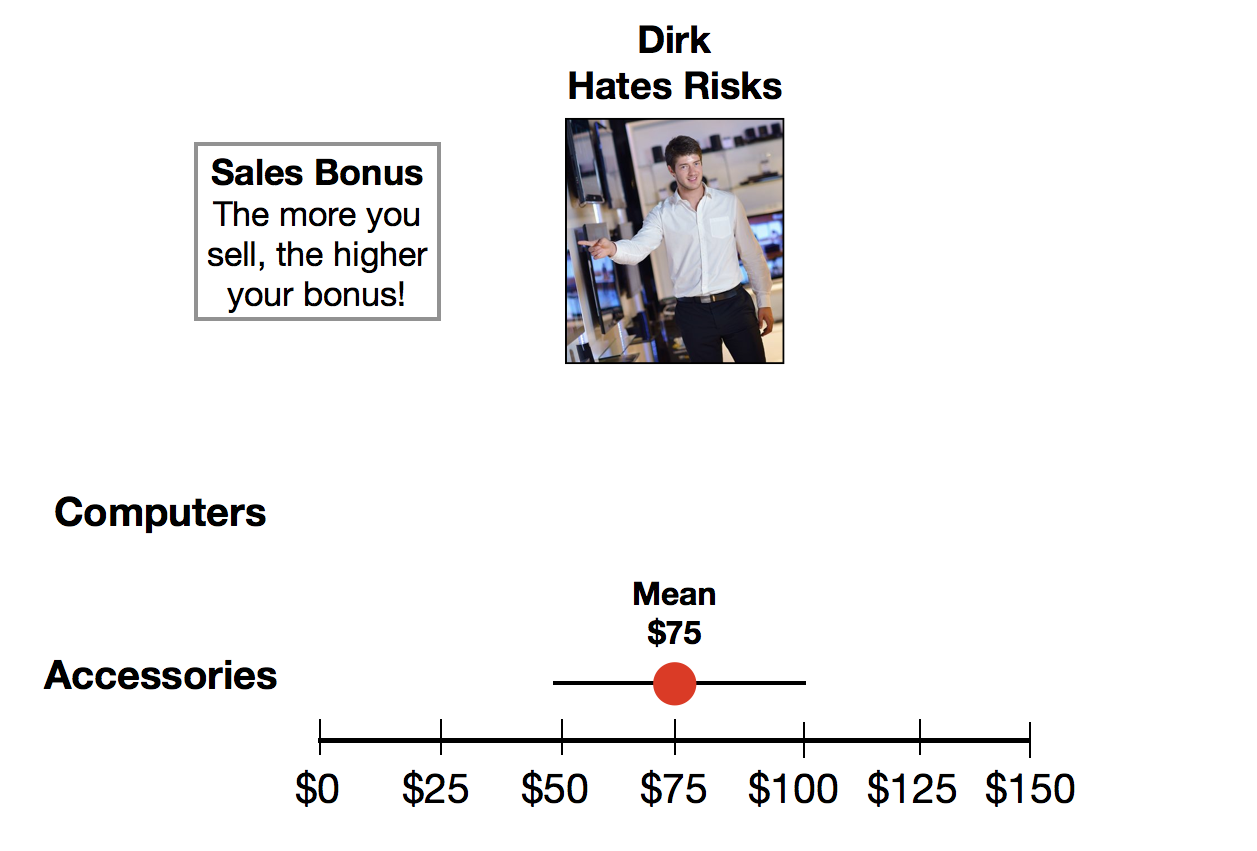 Dirk
Hates Risks
Sales Bonus
The more you
sell, the higher
your bonus!
Computers
Mean
$75
Accessories
$0 $25 $50 $75 $100 $125 $150